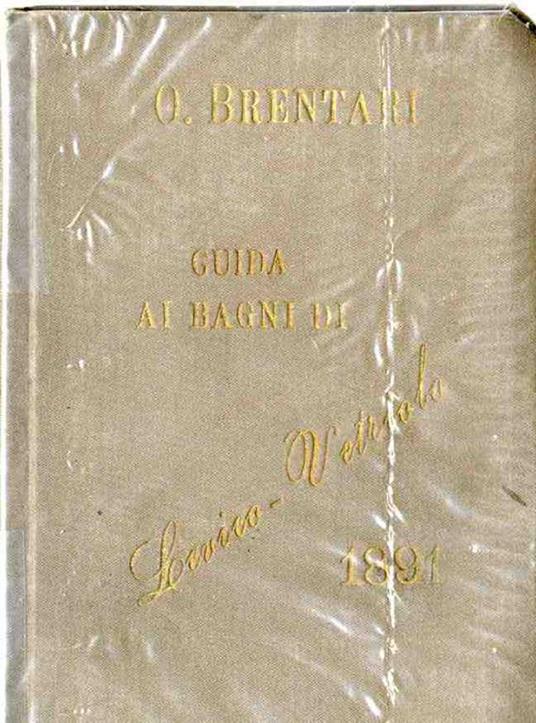 O. BRENTARI
GUIDA
AI BAGNI DI
Levico - Vetriolo
1891